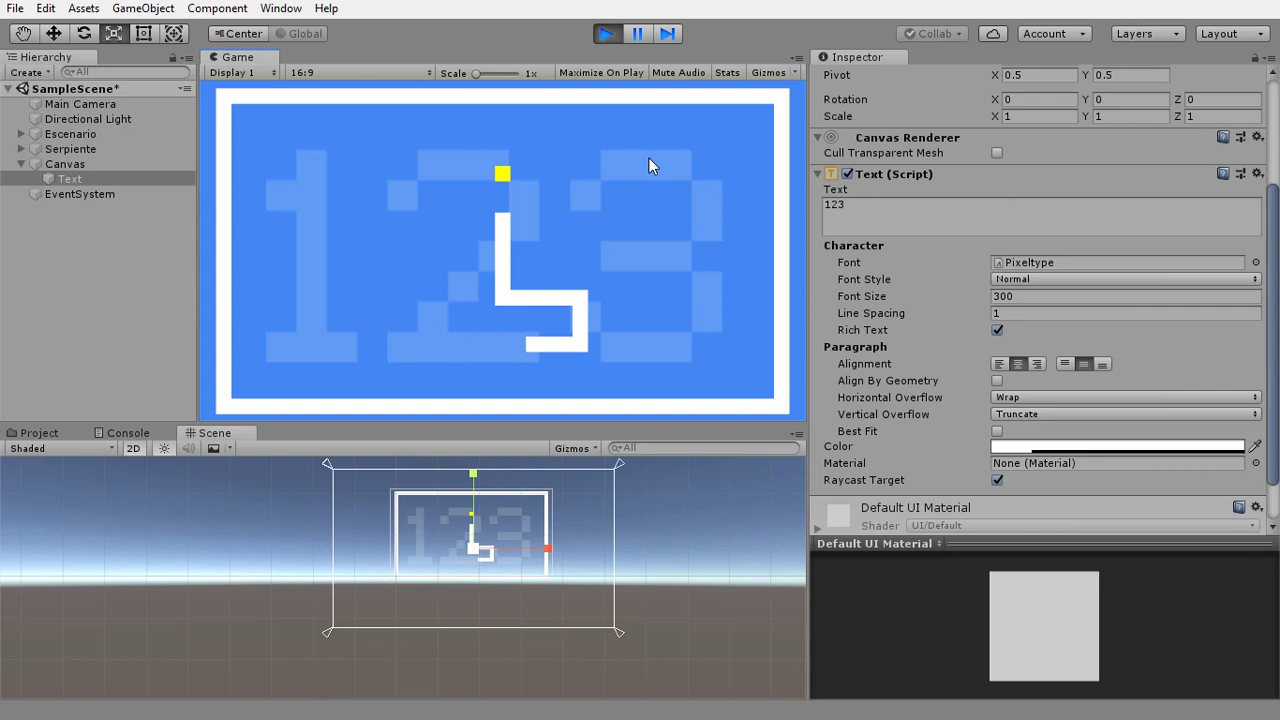 File Edit Assets GameObject Component Window Help
Center Global Collab Account Layers Layout
Hierarchy
Create All
SampleScene*
Main Camera
Directional Light
Escenario
Serpiente
Canvas
Text
EventSystem
Game
Display 1 16:9 Scale 1x Maximize On Play Mute Audio Stats Gizmos
123
Project Console Scene
Shaded 2D Gizmos All
Inspector
Pivot X 0.5 Y 0.5
Rotation X 0 Y 0 Z 0
Scale X 1 Y 1 Z 1
Canvas Renderer
Cull Transparent Mesh
Text (Script)
Text
123
Character
Font Pixeltype
Font Style Normal
Font Size 300
Line Spacing 1
Rich Text
Paragraph
Alignment
Align By Geometry
Horizontal Overflow Wrap
Vertical Overflow Truncate
Best Fit
Color
Material None (Material)
Raycast Target
Default UI Material
Shader UI/Default
Default UI Material